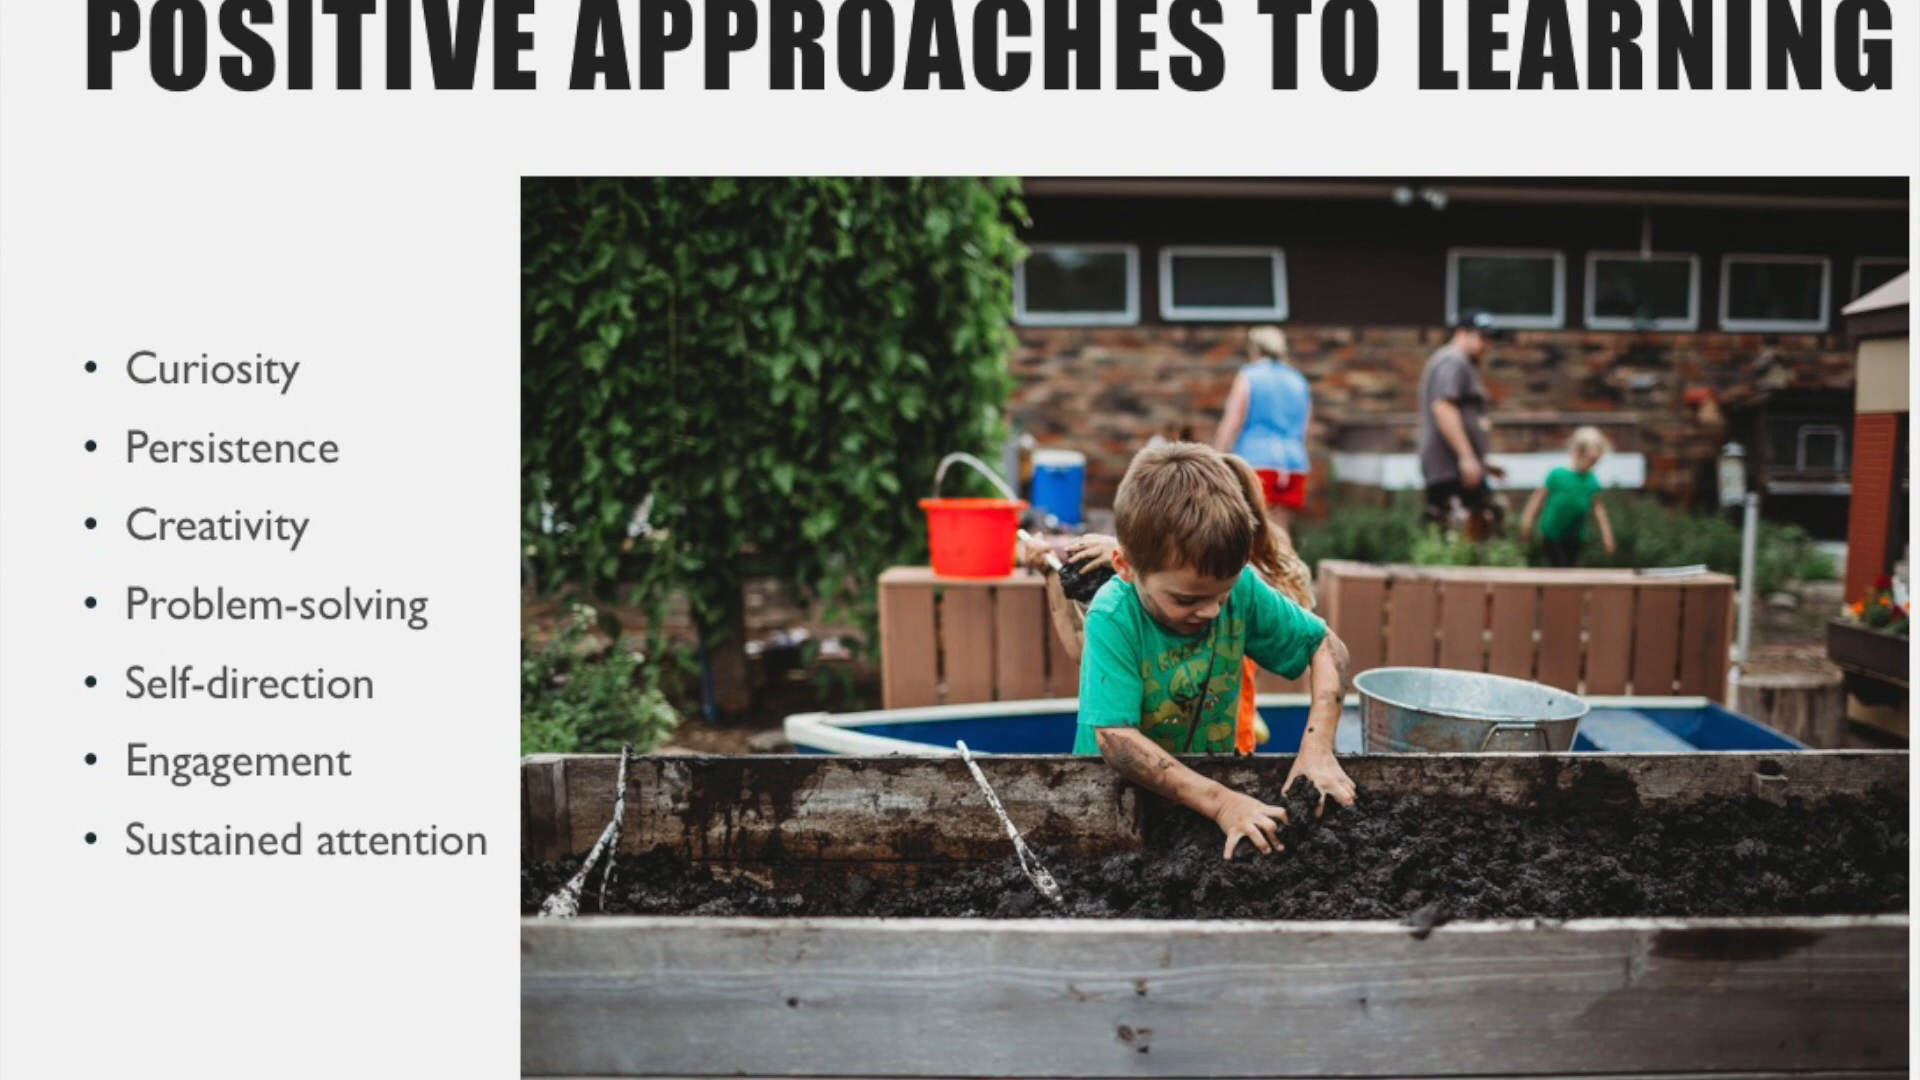 POSITIVE APPROACHES TO LEARNING
• Curiosity
• Persistence
• Creativity
• Problem-solving
• Self-direction
• Engagement
• Sustained attention